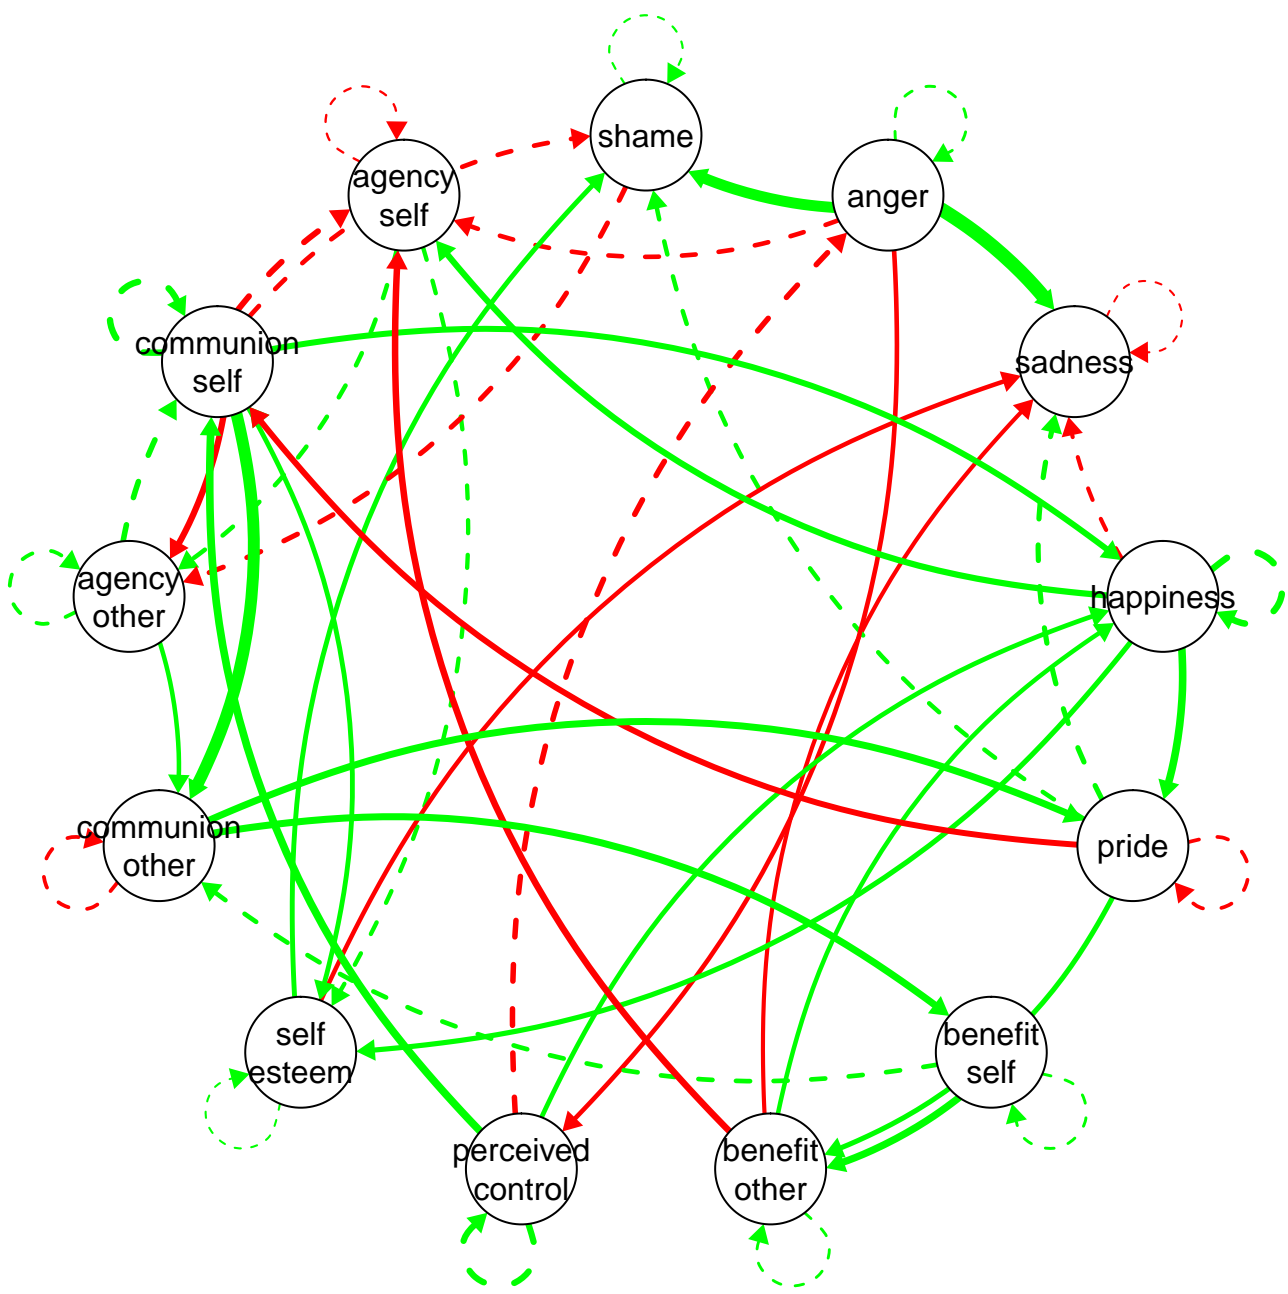 shame
agency
self
anger
communion
self
sadness
agency
other
happiness
communion
other
pride
self
esteem
benefit
self
perceived
control
benefit
other